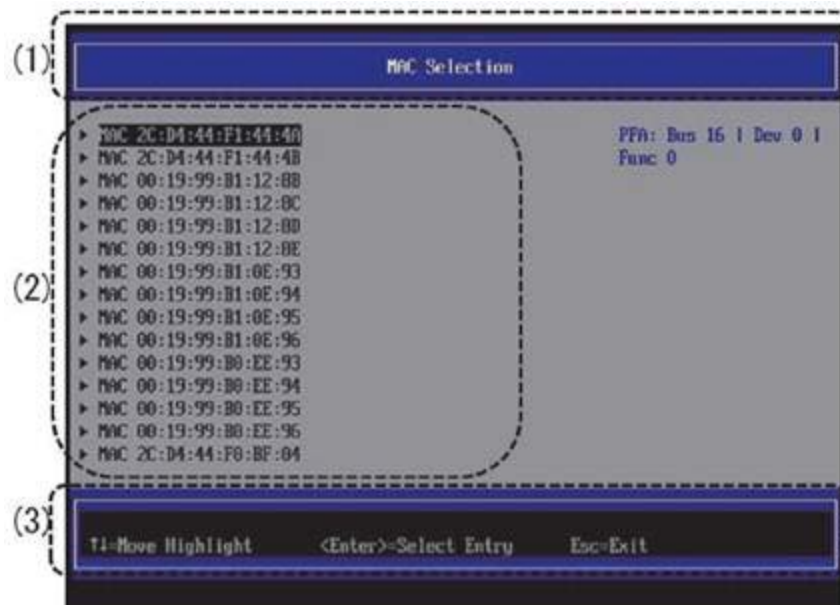 (1)
MAC Selection
(2)
▶ MAC 2C:D4:44:F1:44:4A
▶ MAC 2C:D4:44:F1:44:4B
▶ MAC 00:19:99:B1:12:8B
▶ MAC 00:19:99:B1:12:8C
▶ MAC 00:19:99:B1:12:8D
▶ MAC 00:19:99:B1:12:8E
▶ MAC 00:19:99:B1:0E:93
▶ MAC 00:19:99:B1:0E:94
▶ MAC 00:19:99:B1:0E:95
▶ MAC 00:19:99:B1:0E:96
▶ MAC 00:19:99:B0:EE:93
▶ MAC 00:19:99:B0:EE:94
▶ MAC 00:19:99:B0:EE:95
▶ MAC 00:19:99:B0:EE:96
▶ MAC 2C:D4:44:F0:BF:04
PFA: Bus 16 | Dev 0 |
Func 0
(3)
↑↓=Move Highlight <Enter>=Select Entry Esc=Exit